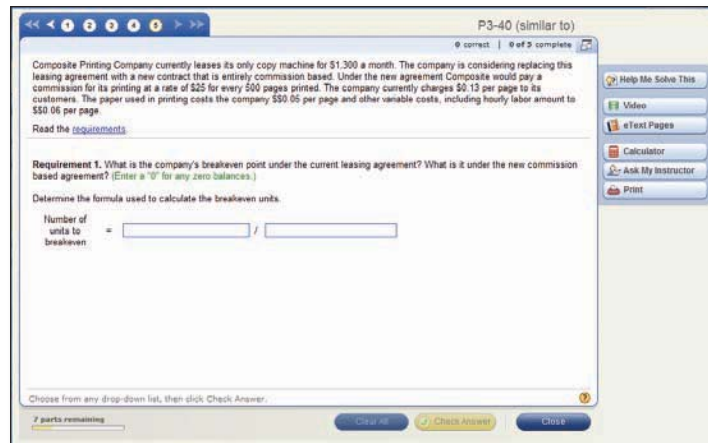 1 2 3 4 5
P3-40 (similar to)
0 correct | 0 of 5 complete
Composite Printing Company currently leases its only copy machine for $1,300 a month. The company is considering replacing this
leasing agreement with a new contract that is entirely commission based. Under the new agreement Composite would pay a
commission for its printing at a rate of $25 for every 500 pages printed. The company currently charges $0.13 per page to its
customers. The paper used in printing costs the company $$0.05 per page and other variable costs, including hourly labor amount to
$$0.06 per page.
Read the requirements.
Requirement 1. What is the company's breakeven point under the current leasing agreement? What is it under the new commission
based agreement? (Enter a "0" for any zero balances.)
Determine the formula used to calculate the breakeven units.
Number of
units to
breakeven
= /
Choose from any drop-down list, then click Check Answer.
7 parts remaining
Clear All
Check Answer
Close
Help Me Solve This
Video
eText Pages
Calculator
Ask My Instructor
Print